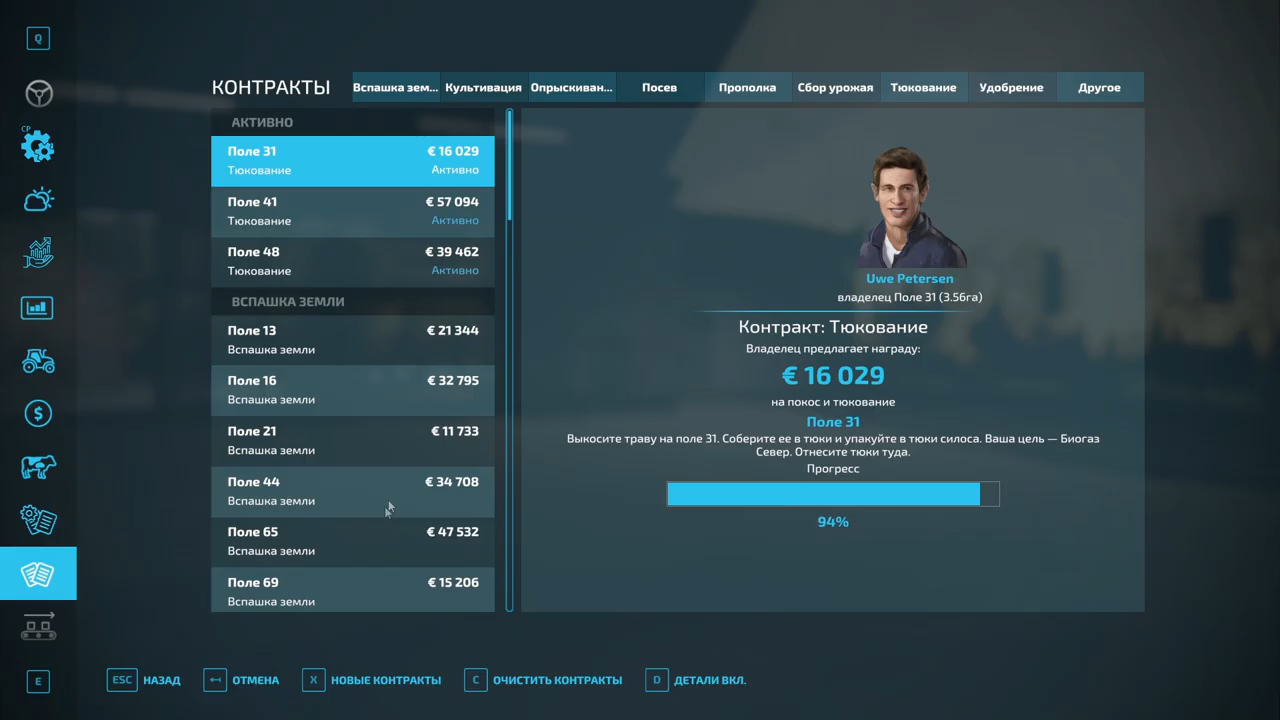 Q
CP
E
КОНТРАКТЫ
Вспашка зем...
Культивация
Опрыскиван...
Посев
Прополка
Сбор урожая
Тюкование
Удобрение
Другое
АКТИВНО
Поле 31 € 16 029
Тюкование Активно
Поле 41 € 57 094
Тюкование Активно
Поле 48 € 39 462
Тюкование Активно
ВСПАШКА ЗЕМЛИ
Поле 13 € 21 344
Вспашка земли
Поле 16 € 32 795
Вспашка земли
Поле 21 € 11 733
Вспашка земли
Поле 44 € 34 708
Вспашка земли
Поле 65 € 47 532
Вспашка земли
Поле 69 € 15 206
Вспашка земли
Uwe Petersen
владелец Поле 31 (3.56га)
Контракт: Тюкование
Владелец предлагает награду:
€ 16 029
на покос и тюкование
Поле 31
Выкосите траву на поле 31. Соберите ее в тюки и упакуйте в тюки силоса. Ваша цель — Биогаз
Север. Отнесите тюки туда.
Прогресс
94%
ESC НАЗАД
ОТМЕНА
X НОВЫЕ КОНТРАКТЫ
C ОЧИСТИТЬ КОНТРАКТЫ
D ДЕТАЛИ ВКЛ.